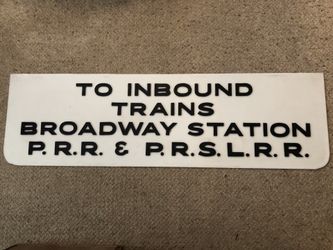 TO INBOUND
TRAINS
BROADWAY STATION
P.R.R. & P.R.S.L.R.R.